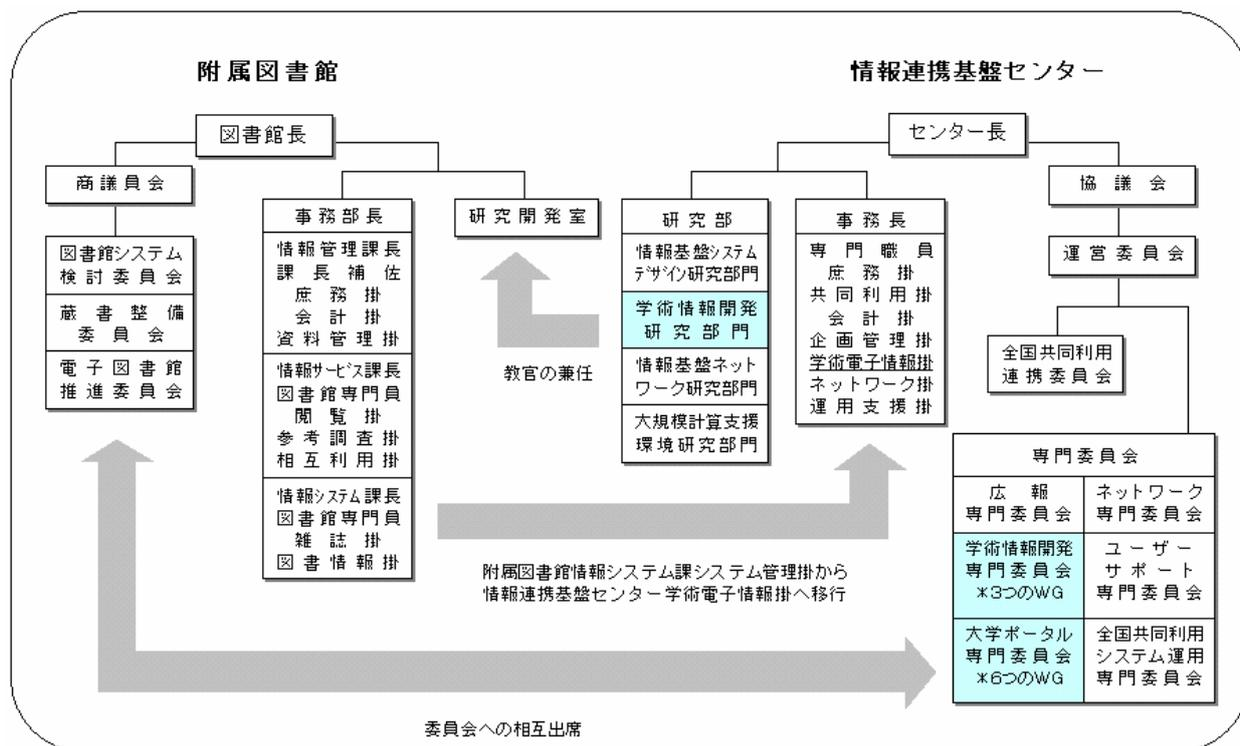 附属図書館
情報連携基盤センター
図書館長
商議員会
図書館システム
検討委員会
蔵書整備
委員会
電子図書館
推進委員会
事務部長
情報管理課長
課長補佐
庶務掛
会計掛
資料管理掛
情報サービス課長
図書館専門員
閲覧掛
参考調査掛
相互利用掛
情報システム課長
図書館専門員
雑誌掛
図書情報掛
研究開発室
教官の兼任
センター長
研究部
情報基盤システム
デザイン研究部門
学術情報開発
研究部門
情報基盤ネット
ワーク研究部門
大規模計算支援
環境研究部門
事務長
専門職員
庶務掛
共同利用掛
会計掛
企画管理掛
学術電子情報掛
ネットワーク掛
運用支援掛
協議会
運営委員会
全国共同利用
連携委員会
専門委員会
広報
専門委員会
ネットワーク
専門委員会
学術情報開発
専門委員会
*3つのWG
ユーザー
サポート
専門委員会
大学ポータル
専門委員会
*6つのWG
全国共同利用
システム運用
専門委員会
附属図書館情報システム課システム管理掛から
情報連携基盤センター学術電子情報掛へ移行
委員会への相互出席